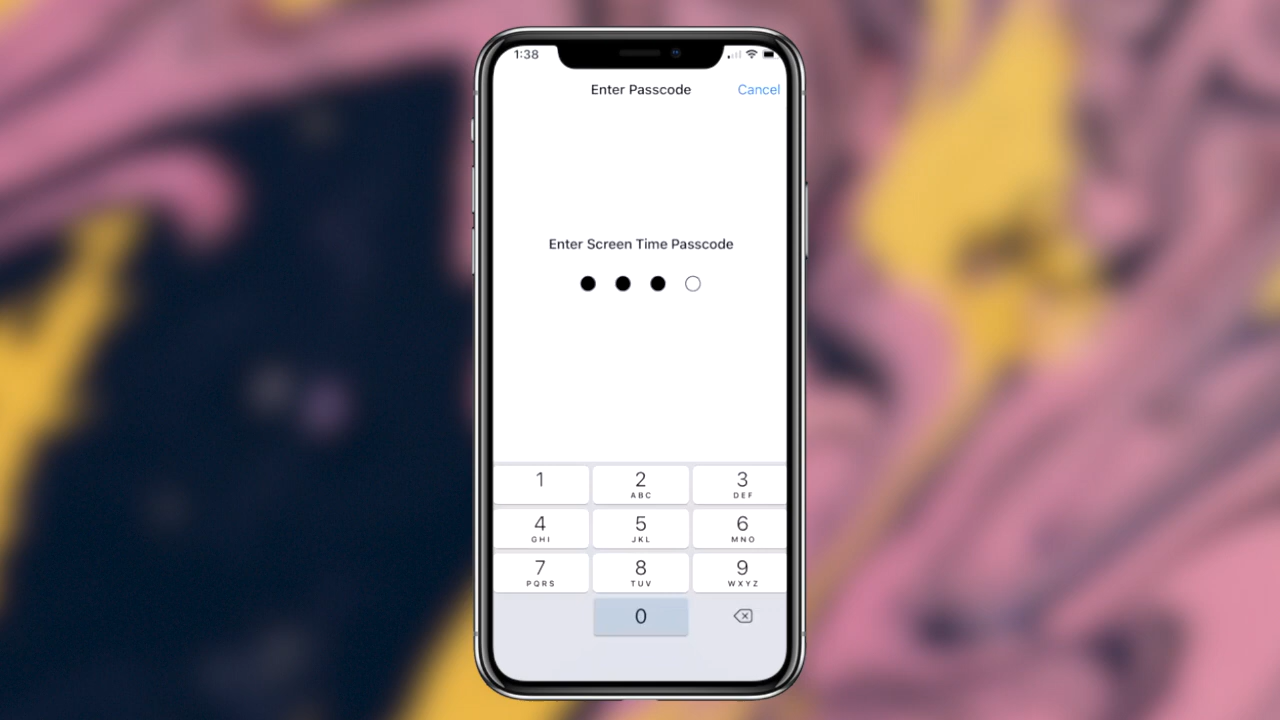 1:38
Enter Passcode Cancel
Enter Screen Time Passcode
1 2 3
ABC DEF
4 5 6
GHI JKL MNO
7 8 9
PQRS TUV WXYZ
0